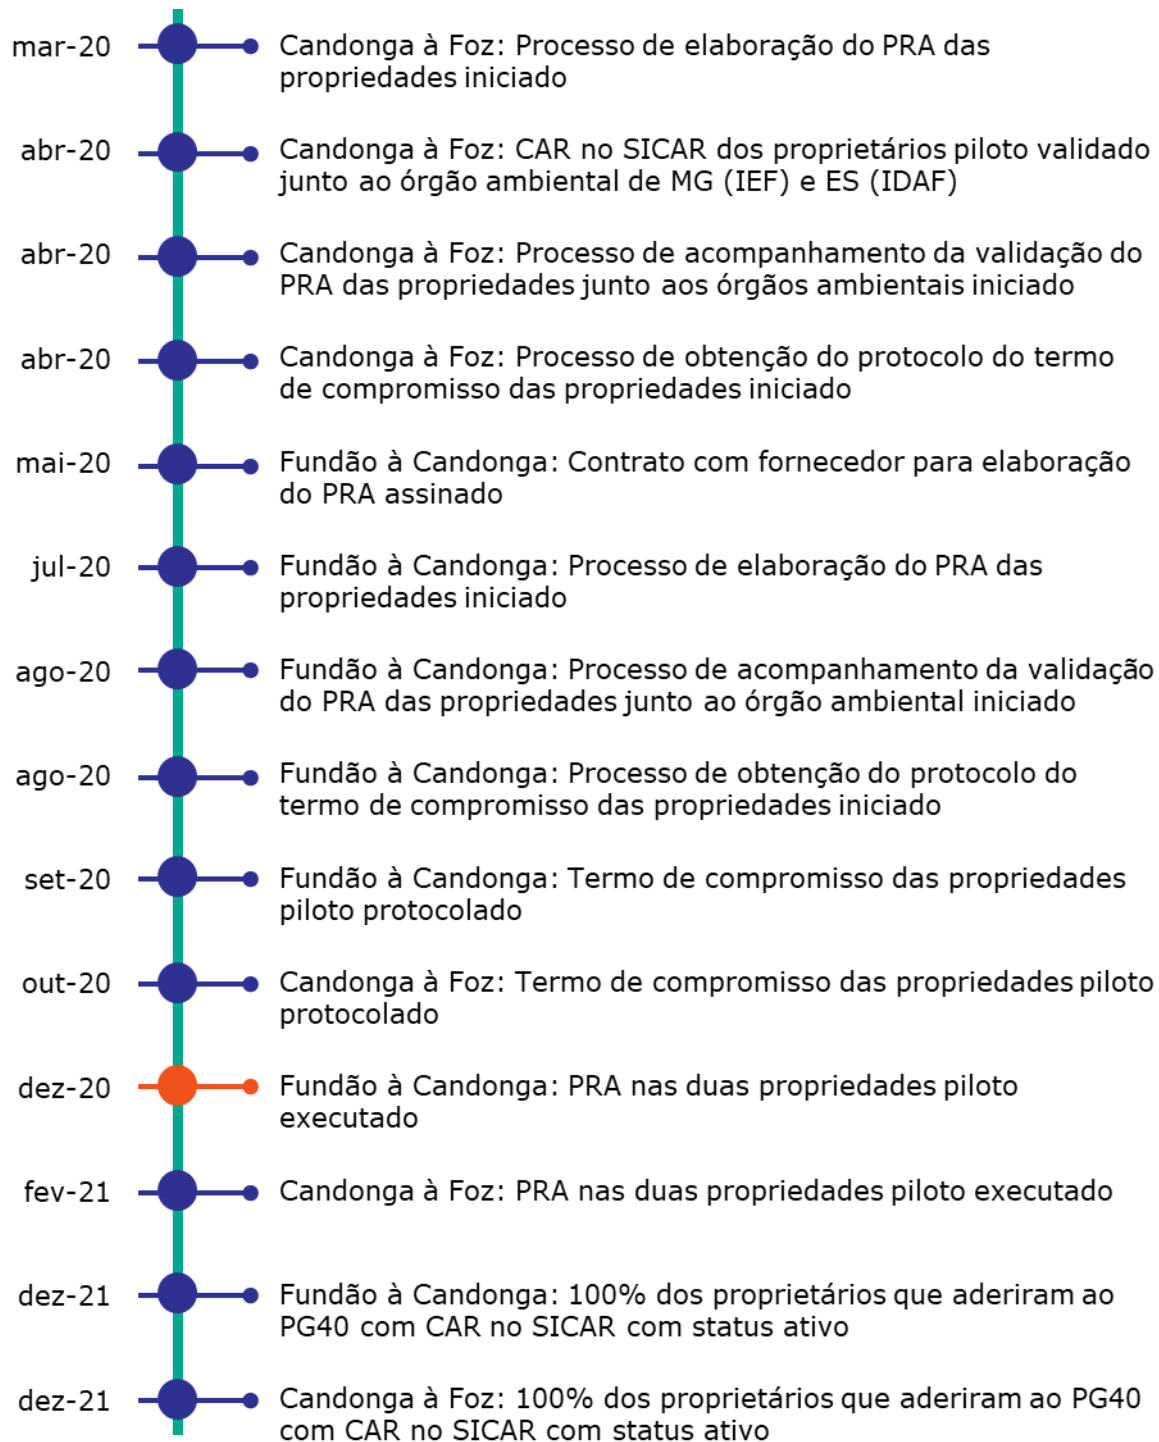 mar-20
Candonga à Foz: Processo de elaboração do PRA das
propriedades iniciado
abr-20
Candonga à Foz: CAR no SICAR dos proprietários piloto validado
junto ao órgão ambiental de MG (IEF) e ES (IDAF)
abr-20
Candonga à Foz: Processo de acompanhamento da validação do
PRA das propriedades junto aos órgãos ambientais iniciado
abr-20
Candonga à Foz: Processo de obtenção do protocolo do termo
de compromisso das propriedades iniciado
mai-20
Fundão à Candonga: Contrato com fornecedor para elaboração
do PRA assinado
jul-20
Fundão à Candonga: Processo de elaboração do PRA das
propriedades iniciado
ago-20
Fundão à Candonga: Processo de acompanhamento da validação
do PRA das propriedades junto ao órgão ambiental iniciado
ago-20
Fundão à Candonga: Processo de obtenção do protocolo do
termo de compromisso das propriedades iniciado
set-20
Fundão à Candonga: Termo de compromisso das propriedades
piloto protocolado
out-20
Candonga à Foz: Termo de compromisso das propriedades piloto
protocolado
dez-20
Fundão à Candonga: PRA nas duas propriedades piloto
executado
fev-21
Candonga à Foz: PRA nas duas propriedades piloto executado
dez-21
Fundão à Candonga: 100% dos proprietários que aderiram ao
PG40 com CAR no SICAR com status ativo
dez-21
Candonga à Foz: 100% dos proprietários que aderiram ao PG40
com CAR no SICAR com status ativo